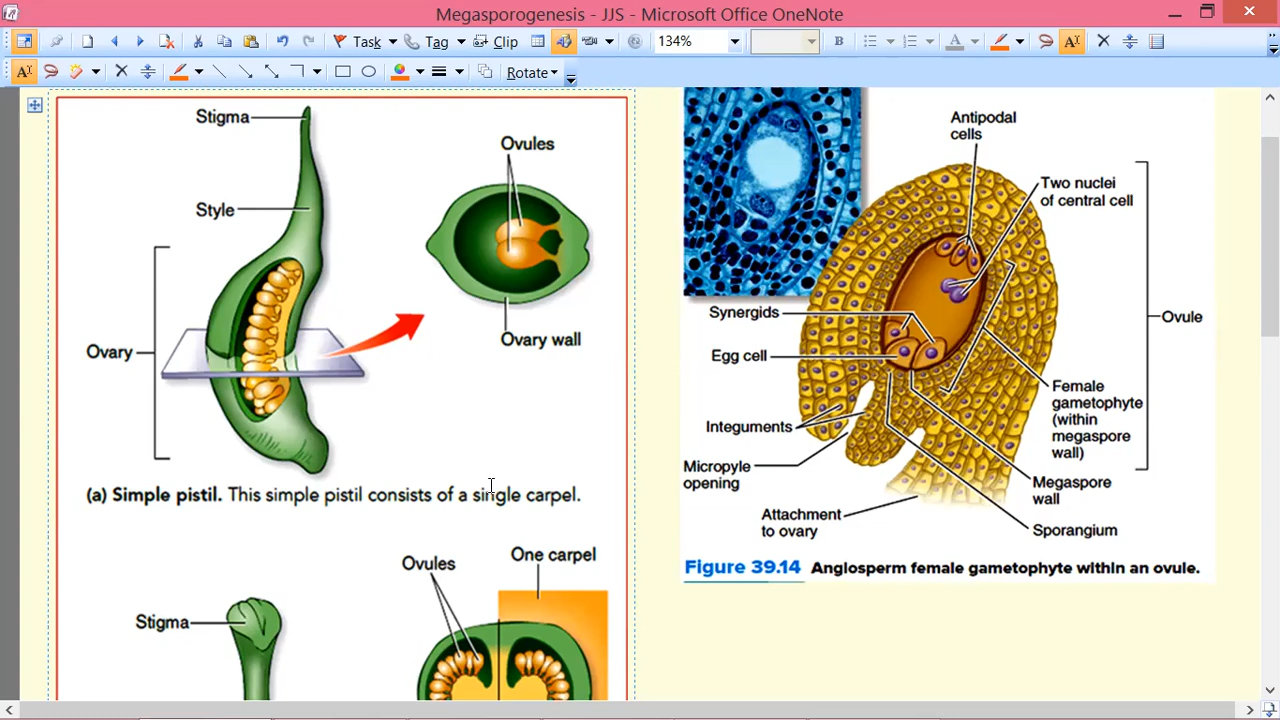 Megasporogenesis - JJS - Microsoft Office OneNote
Task
Tag
Clip
134%
B
A
A
A
Rotate
Stigma
Style
Ovary
Ovules
Ovary wall
(a) Simple pistil. This simple pistil consists of a single carpel.
Ovules
One carpel
Stigma
Antipodal
cells
Two nuclei
of central cell
Synergids
Egg cell
Ovule
Integuments
Micropyle
opening
Female
gametophyte
(within
megaspore
wall)
Megaspore
wall
Attachment
to ovary
Sporangium
Figure 39.14 Angiosperm female gametophyte within an ovule.